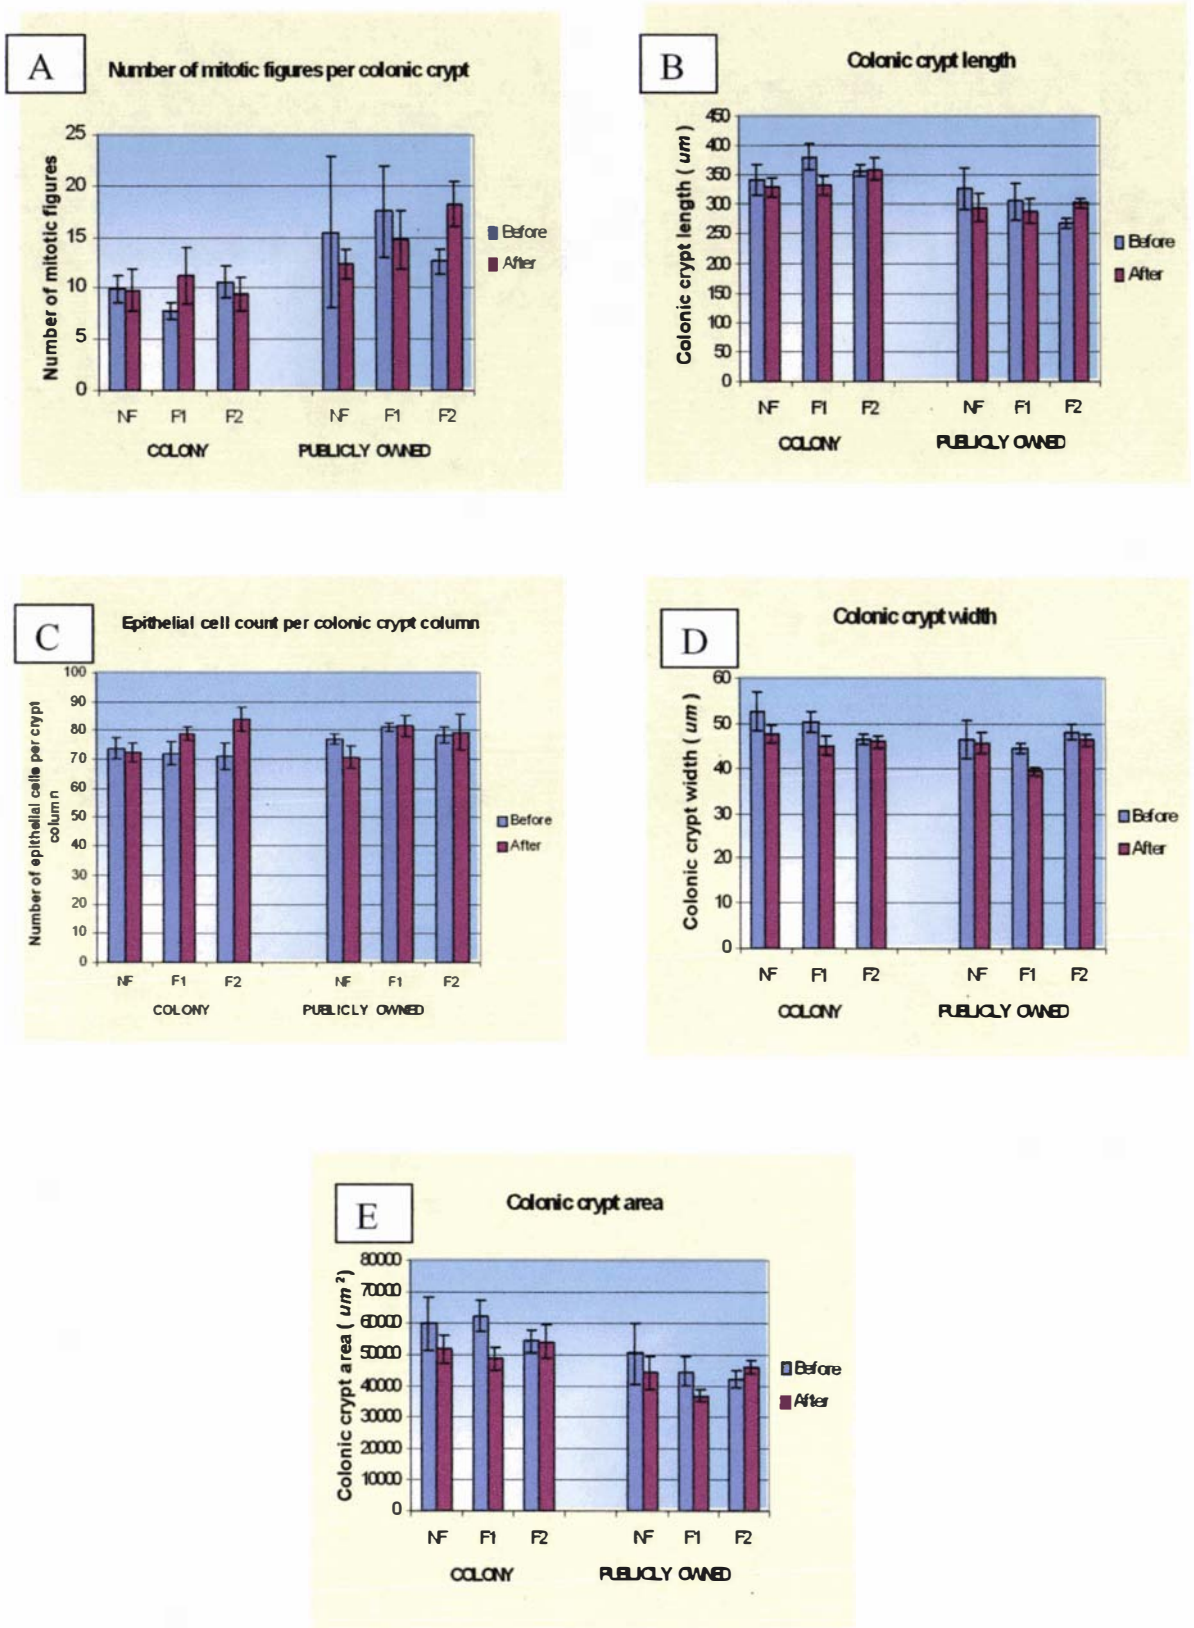 A
Number of mitotic figures per colonic crypt
Number of mitotic figures
25
20
15
10
5
0
NF F1 F2 NF F1 F2
COLONY PUBLICLY OWNED
Before
After
B
Colonic crypt length
Colonic crypt length ( um )
450
400
350
300
250
200
150
100
50
0
NF F1 F2 NF F1 F2
COLONY PUBLICLY OWNED
Before
After
C
Epithelial cell count per colonic crypt column
Number of epithelial cells per crypt
column
100
90
80
70
60
50
40
30
20
10
0
NF F1 F2 NF F1 F2
COLONY PUBLICLY OWNED
Before
After
D
Colonic crypt width
Colonic crypt width ( um )
60
50
40
30
20
10
0
NF F1 F2 NF F1 F2
COLONY PUBLICLY OWNED
Before
After
E
Colonic crypt area
Colonic crypt area ( um ²)
80000
70000
60000
50000
40000
30000
20000
10000
0
NF F1 F2 NF F1 F2
COLONY PUBLICLY OWNED
Before
After